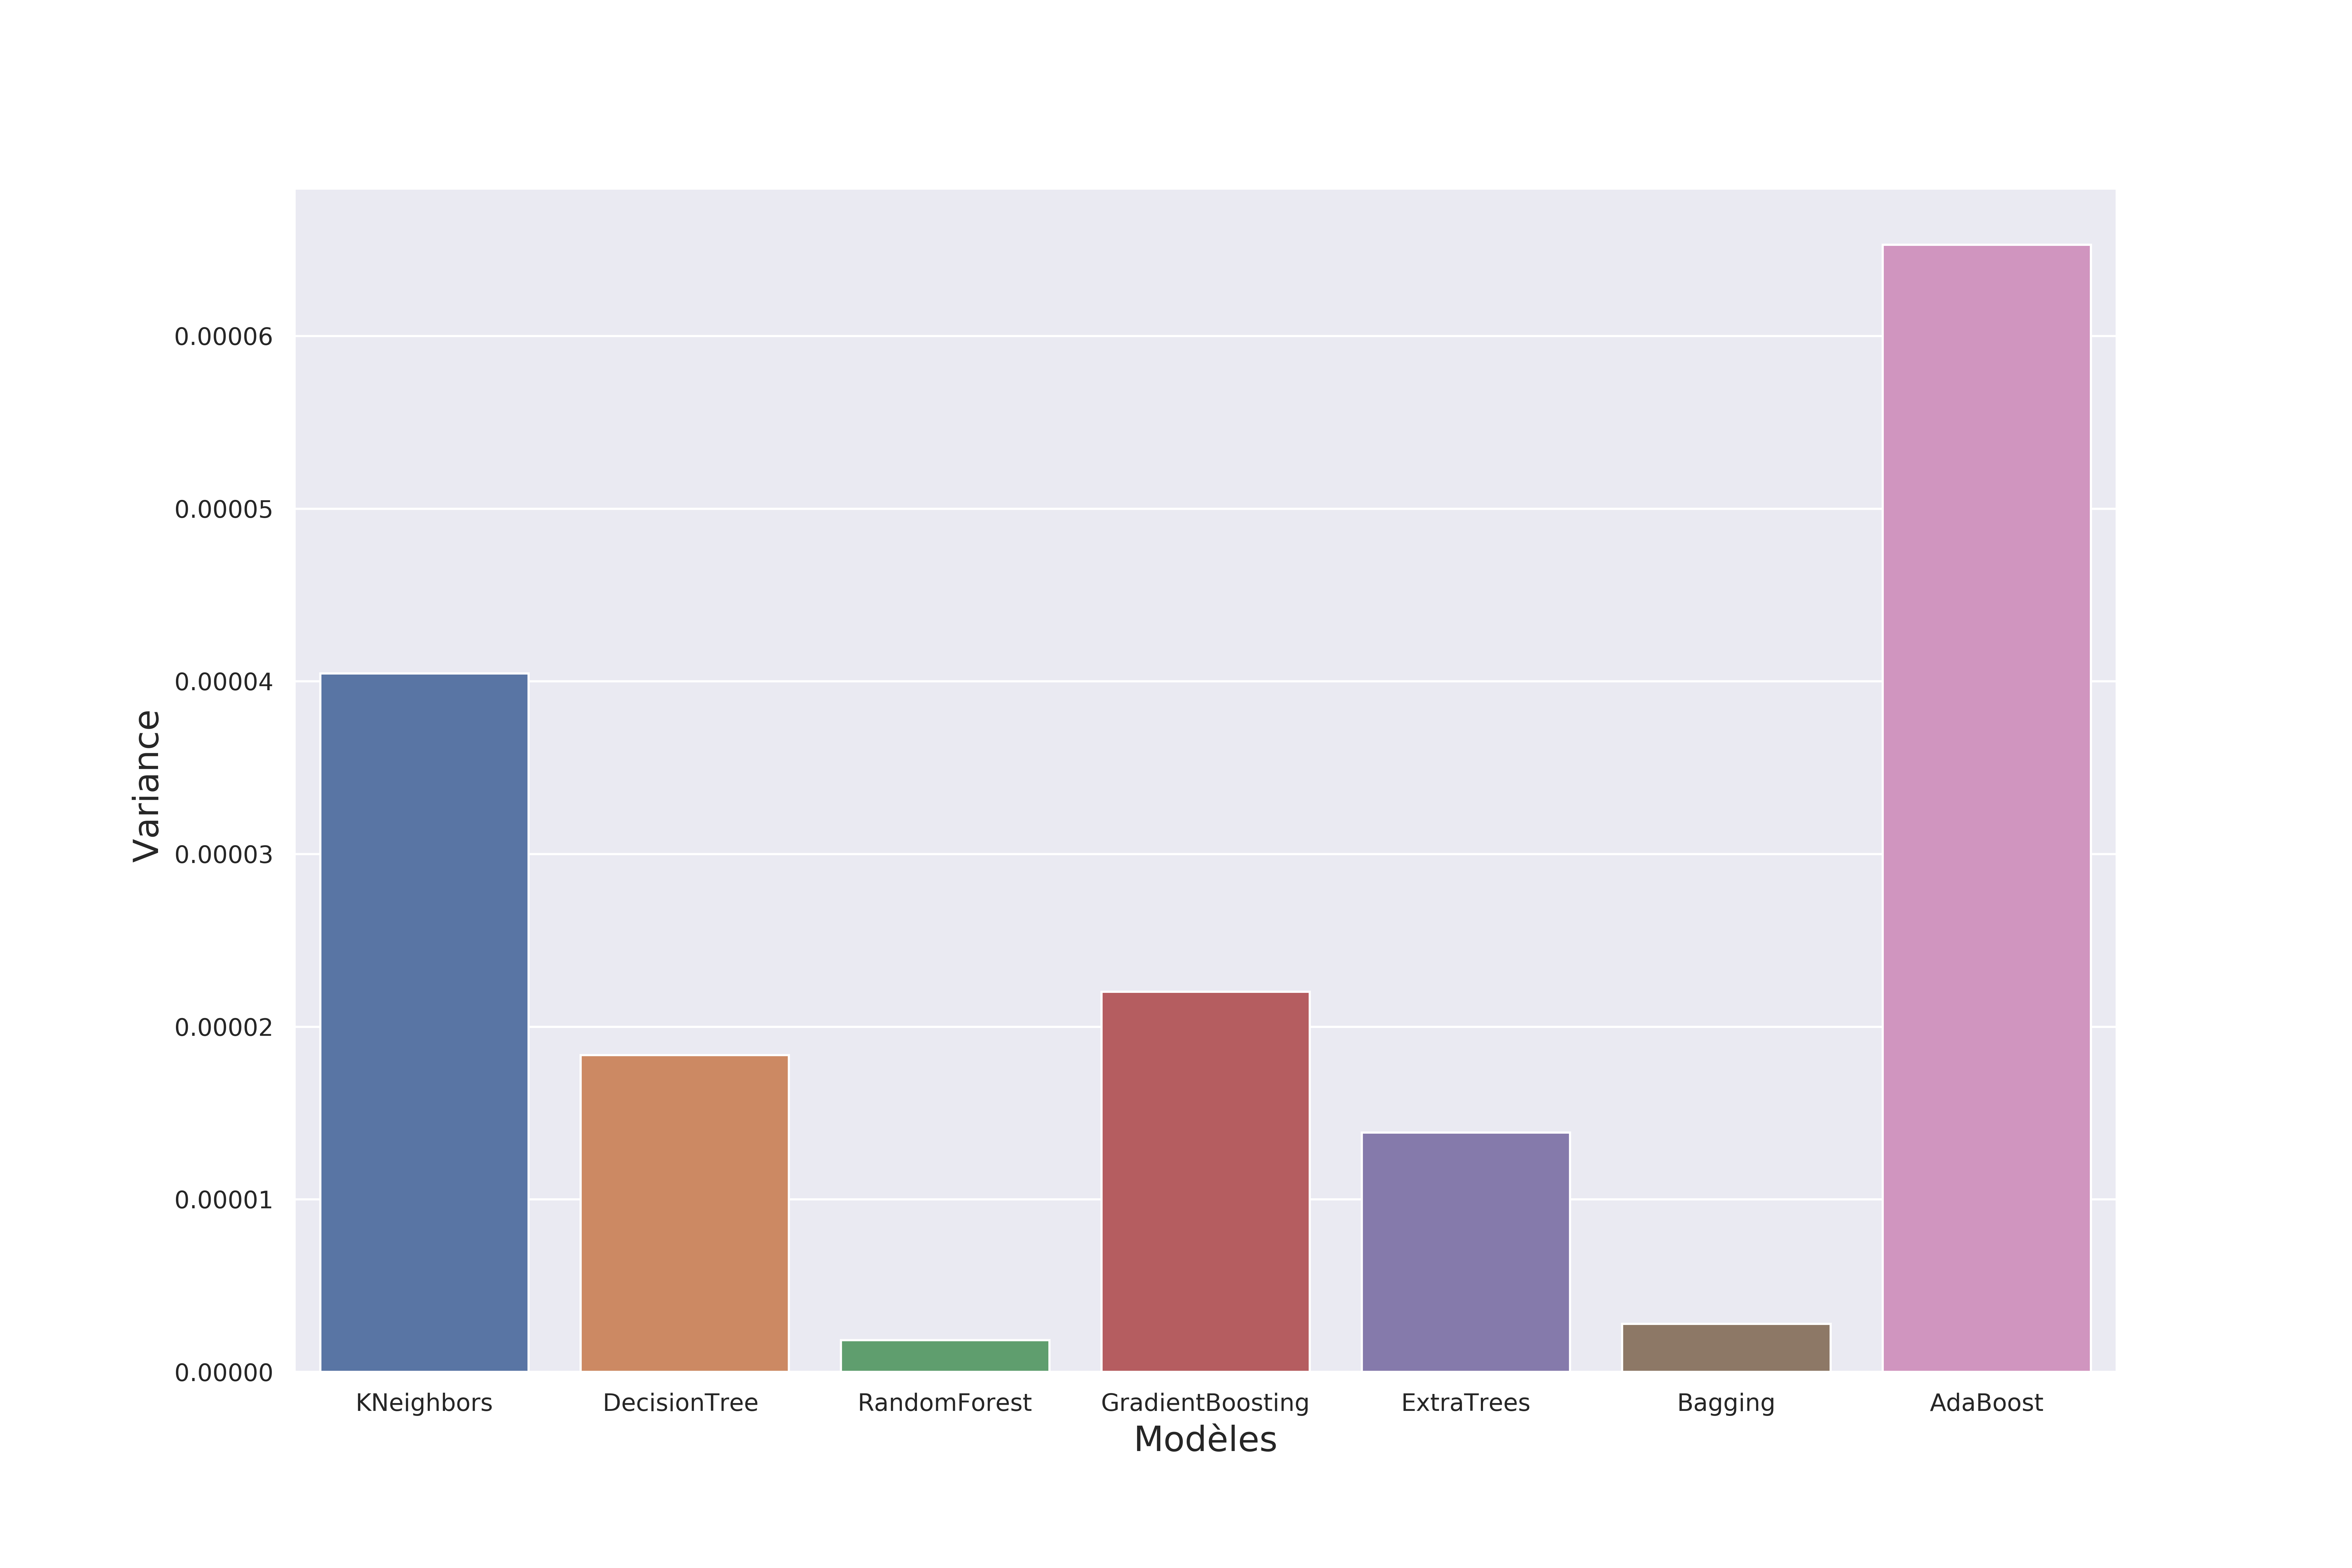 0.00006
0.00005
0.00004
0.00003
0.00002
0.00001
0.00000
Variance
KNeighbors DecisionTree RandomForest GradientBoosting ExtraTrees Bagging AdaBoost
Modèles